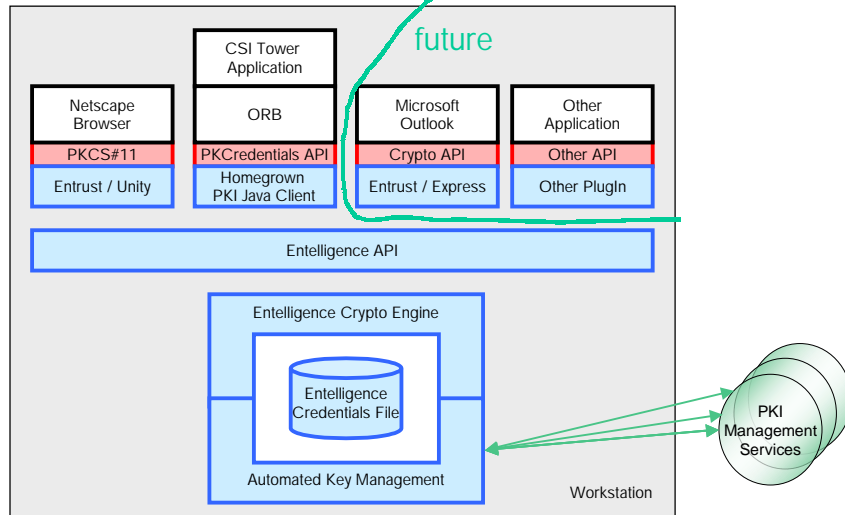 future
CSI Tower
Application
Netscape
Browser
ORB
Microsoft
Outlook
Other
Application
PKCS#11
PKCredentials API
Crypto API
Other API
Entrust / Unity
Homegrown
PKI Java Client
Entrust / Express
Other PlugIn
Entelligence API
Entelligence Crypto Engine
Entelligence
Credentials File
Automated Key Management
PKI
Management
Services
Workstation